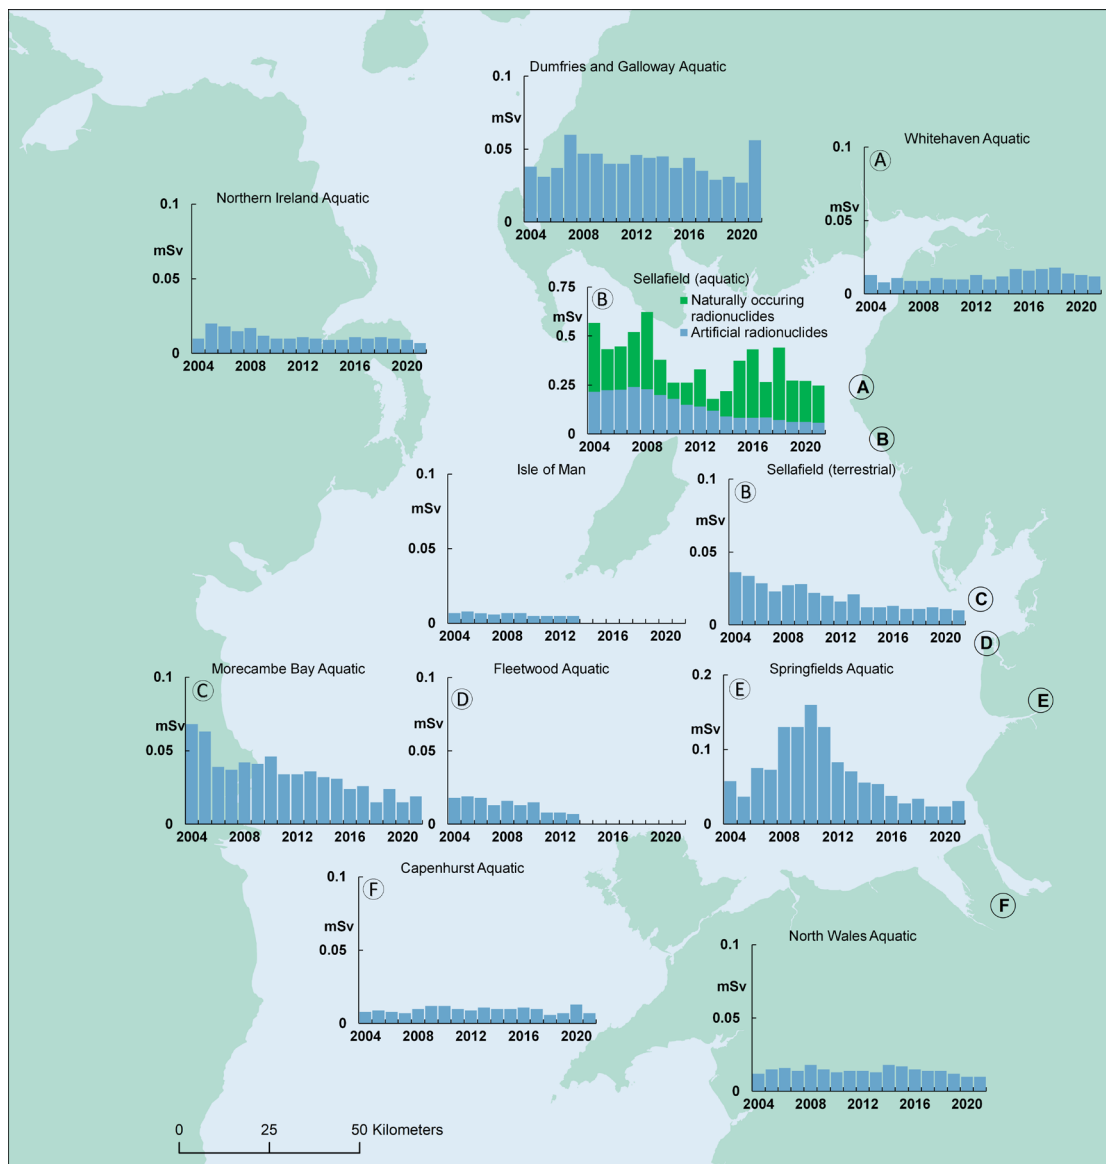 Dumfries and Galloway Aquatic
0.1
mSv
0.05
0
2004 2008 2012 2016 2020
Whitehaven Aquatic
0.1
A
mSv
0.05
0
2004 2008 2012 2016 2020
Northern Ireland Aquatic
0.1
mSv
0.05
0
2004 2008 2012 2016 2020
Sellafield (aquatic)
0.75
B
Naturally occuring
radionuclides
Artificial radionuclides
mSv
0.5
0.25
0
2004 2008 2012 2016 2020
A
B
Isle of Man
0.1
mSv
0.05
0
2004 2008 2012 2016 2020
Sellafield (terrestrial)
0.1
B
mSv
0.05
0
2004 2008 2012 2016 2020
C
D
Morecambe Bay Aquatic
0.1
C
mSv
0.05
0
2004 2008 2012 2016 2020
Fleetwood Aquatic
0.1
D
mSv
0.05
0
2004 2008 2012 2016 2020
Springfields Aquatic
0.2
E
mSv
0.1
0
2004 2008 2012 2016 2020
E
Capenhurst Aquatic
0.1
F
mSv
0.05
0
2004 2008 2012 2016 2020
F
North Wales Aquatic
0.1
mSv
0.05
0
2004 2008 2012 2016 2020
0 25 50 Kilometers